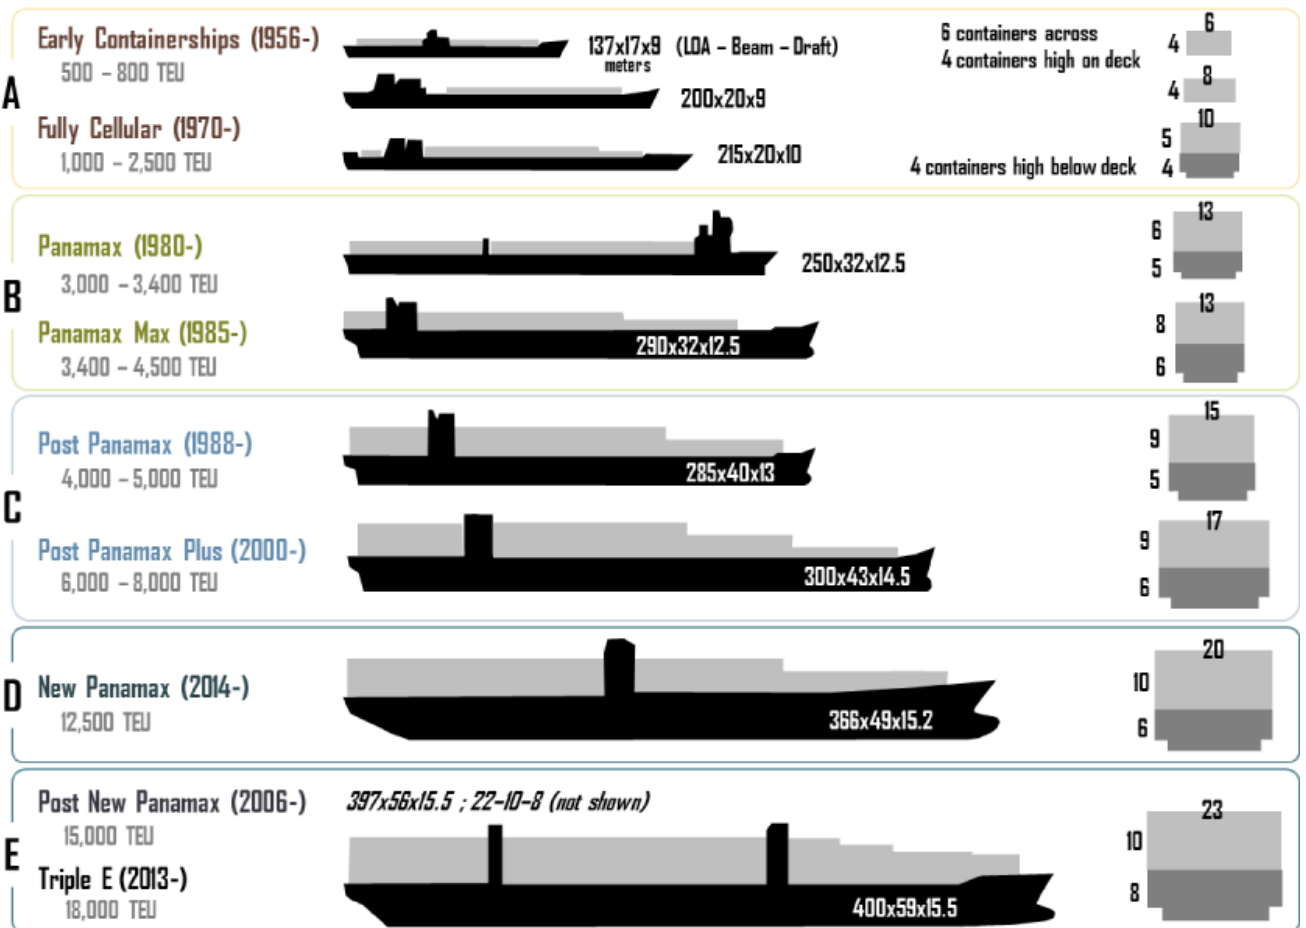 A
Early Containerships (1956-)
500 – 800 TEU
137x17x9 (LOA – Beam – Draft)
meters
6 containers across
4 containers high on deck
6
4
200x20x9
8
4
Fully Cellular (1970-)
1,000 – 2,500 TEU
215x20x10
4 containers high below deck
10
5
4
B
Panamax (1980-)
3,000 – 3,400 TEU
250x32x12.5
13
6
5
Panamax Max (1985-)
3,400 – 4,500 TEU
290x32x12.5
13
8
6
C
Post Panamax (1988-)
4,000 – 5,000 TEU
285x40x13
15
9
5
Post Panamax Plus (2000-)
6,000 – 8,000 TEU
300x43x14.5
17
9
6
D
New Panamax (2014-)
12,500 TEU
366x49x15.2
20
10
6
E
Post New Panamax (2006-)
15,000 TEU
397x56x15.5 ; 22-10-8 (not shown)
Triple E (2013-)
18,000 TEU
400x59x15.5
23
10
8